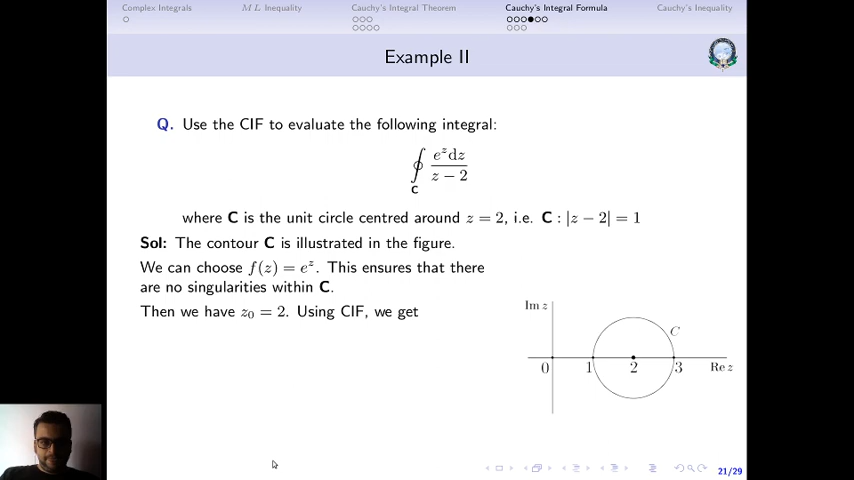 Complex Integrals
ML Inequality
Cauchy's Integral Theorem
Cauchy's Integral Formula
Cauchy's Inequality
Example II
Q. Use the CIF to evaluate the following integral:
∮_C e^z dz / (z − 2)
where C is the unit circle centred around z = 2, i.e. C : |z − 2| = 1
Sol: The contour C is illustrated in the figure.
We can choose f(z) = e^z. This ensures that there
are no singularities within C.
Then we have z₀ = 2. Using CIF, we get
Im z
C
0 1 2 3 Re z
21/29